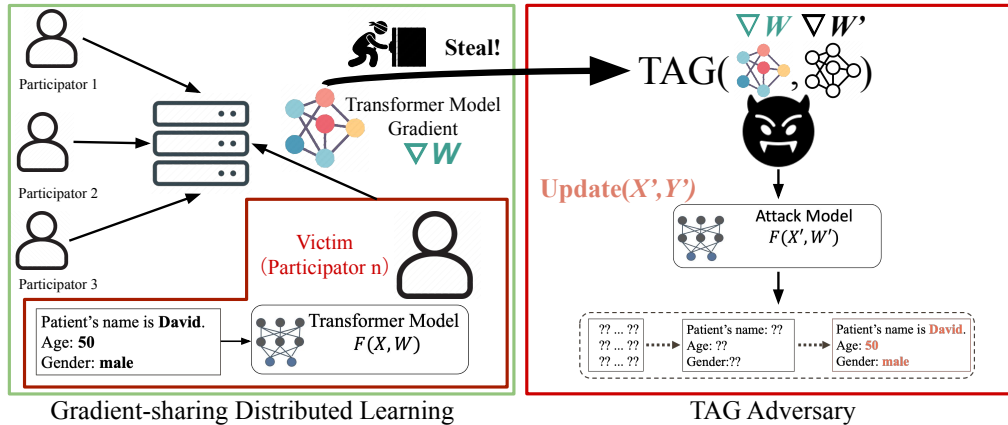 Participator 1
Participator 2
Participator 3
Steal!
Transformer Model
Gradient
∇W
Victim
(Participator n)
Patient's name is David.
Age: 50
Gender: male
Transformer Model
F(X,W)
Gradient-sharing Distributed Learning
∇W ∇W'
TAG( , )
Update(X',Y')
Attack Model
F(X′,W′)
?? ... ??
?? ... ??
?? ... ??
Patient's name: ??
Age: ??
Gender:??
Patient's name is David.
Age: 50
Gender: male
TAG Adversary